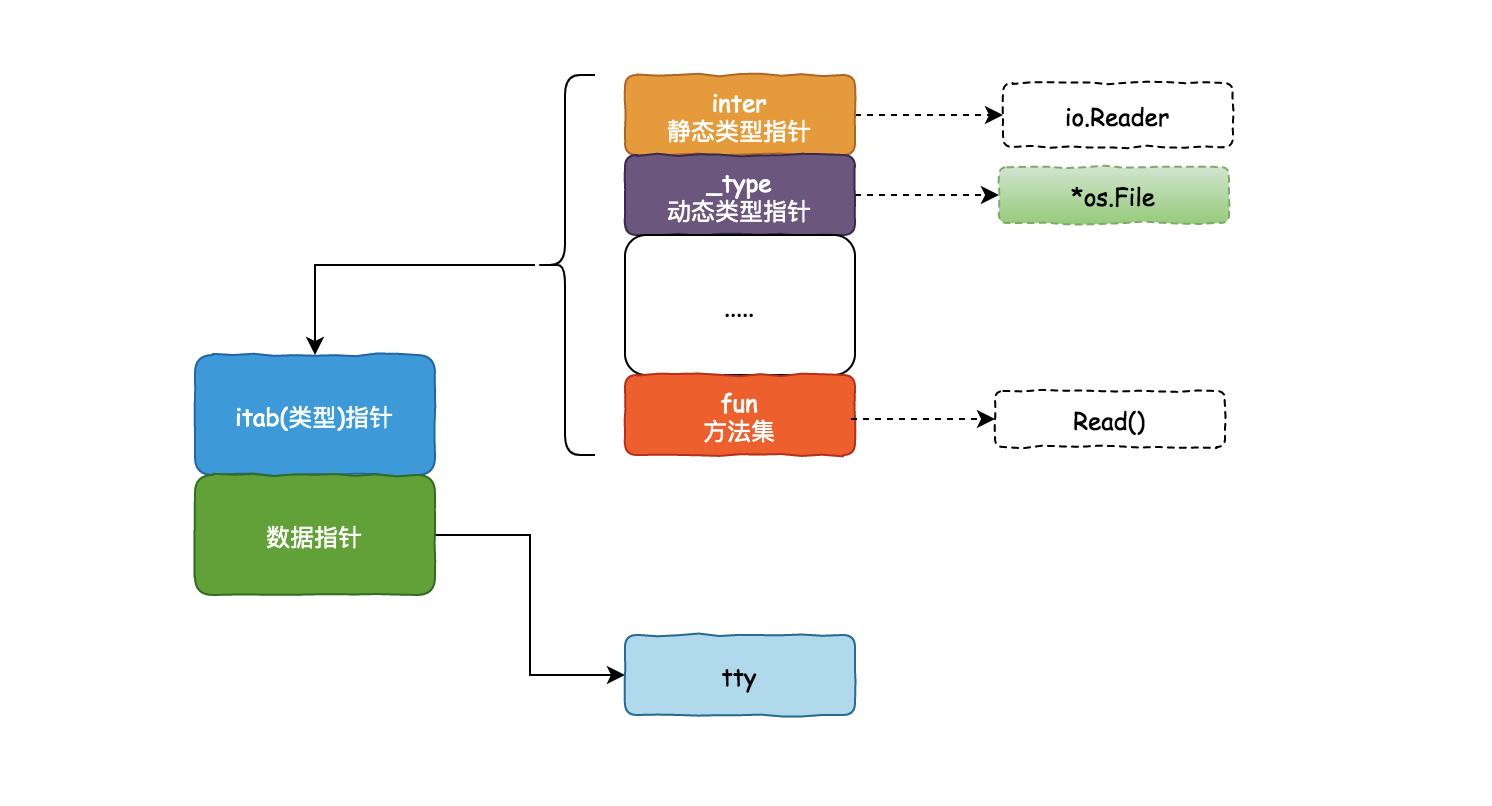 inter
静态类型指针
io.Reader
_type
动态类型指针
*os.File
.....
fun
方法集
Read()
itab(类型)指针
数据指针
tty